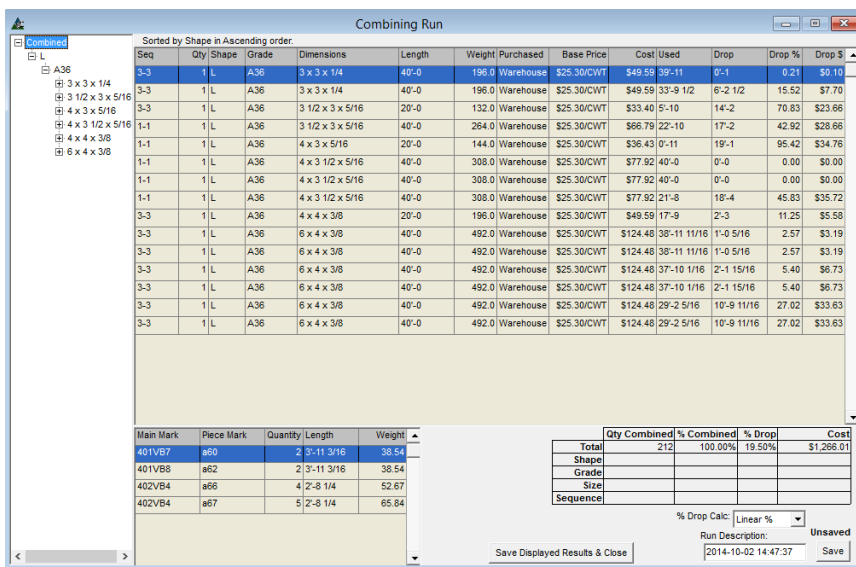 Combining Run
Combined
L
A36
3 x 3 x 1/4
3 1/2 x 3 x 5/16
4 x 3 x 5/16
4 x 3 1/2 x 5/16
4 x 4 x 3/8
6 x 4 x 3/8
Sorted by Shape in Ascending order.
Seq Qty Shape Grade Dimensions Length Weight Purchased Base Price Cost Used Drop Drop % Drop $
3-3 1 L A36 3 x 3 x 1/4 40'-0 196.0 Warehouse $25.30/CWT $49.59 39'-11 0'-1 0.21 $0.10
3-3 1 L A36 3 x 3 x 1/4 40'-0 196.0 Warehouse $25.30/CWT $49.59 33'-9 1/2 6'-2 1/2 15.52 $7.70
3-3 1 L A36 3 1/2 x 3 x 5/16 20'-0 132.0 Warehouse $25.30/CWT $33.40 5'-10 14'-2 70.83 $23.66
1-1 1 L A36 3 1/2 x 3 x 5/16 40'-0 264.0 Warehouse $25.30/CWT $66.79 22'-10 17'-2 42.92 $28.66
1-1 1 L A36 4 x 3 x 5/16 20'-0 144.0 Warehouse $25.30/CWT $36.43 0'-11 19'-1 95.42 $34.76
1-1 1 L A36 4 x 3 1/2 x 5/16 40'-0 308.0 Warehouse $25.30/CWT $77.92 40'-0 0'-0 0.00 $0.00
1-1 1 L A36 4 x 3 1/2 x 5/16 40'-0 308.0 Warehouse $25.30/CWT $77.92 40'-0 0'-0 0.00 $0.00
1-1 1 L A36 4 x 3 1/2 x 5/16 40'-0 308.0 Warehouse $25.30/CWT $77.92 21'-8 18'-4 45.83 $35.72
3-3 1 L A36 4 x 4 x 3/8 20'-0 196.0 Warehouse $25.30/CWT $49.59 17'-9 2'-3 11.25 $5.58
3-3 1 L A36 6 x 4 x 3/8 40'-0 492.0 Warehouse $25.30/CWT $124.48 38'-11 11/16 1'-0 5/16 2.57 $3.19
3-3 1 L A36 6 x 4 x 3/8 40'-0 492.0 Warehouse $25.30/CWT $124.48 38'-11 11/16 1'-0 5/16 2.57 $3.19
3-3 1 L A36 6 x 4 x 3/8 40'-0 492.0 Warehouse $25.30/CWT $124.48 37'-10 1/16 2'-1 15/16 5.40 $6.73
3-3 1 L A36 6 x 4 x 3/8 40'-0 492.0 Warehouse $25.30/CWT $124.48 37'-10 1/16 2'-1 15/16 5.40 $6.73
3-3 1 L A36 6 x 4 x 3/8 40'-0 492.0 Warehouse $25.30/CWT $124.48 29'-2 5/16 10'-9 11/16 27.02 $33.63
3-3 1 L A36 6 x 4 x 3/8 40'-0 492.0 Warehouse $25.30/CWT $124.48 29'-2 5/16 10'-9 11/16 27.02 $33.63
Main Mark Piece Mark Quantity Length Weight
401VB7 a60 2 3'-11 3/16 38.54
401VB8 a62 2 3'-11 3/16 38.54
402VB4 a66 4 2'-8 1/4 52.67
402VB4 a67 5 2'-8 1/4 65.84
Qty Combined % Combined % Drop Cost
Total 212 100.00% 19.50% $1,266.01
Shape
Grade
Size
Sequence
% Drop Calc: Linear %
Run Description: Unsaved
Save Displayed Results & Close 2014-10-02 14:47:37 Save